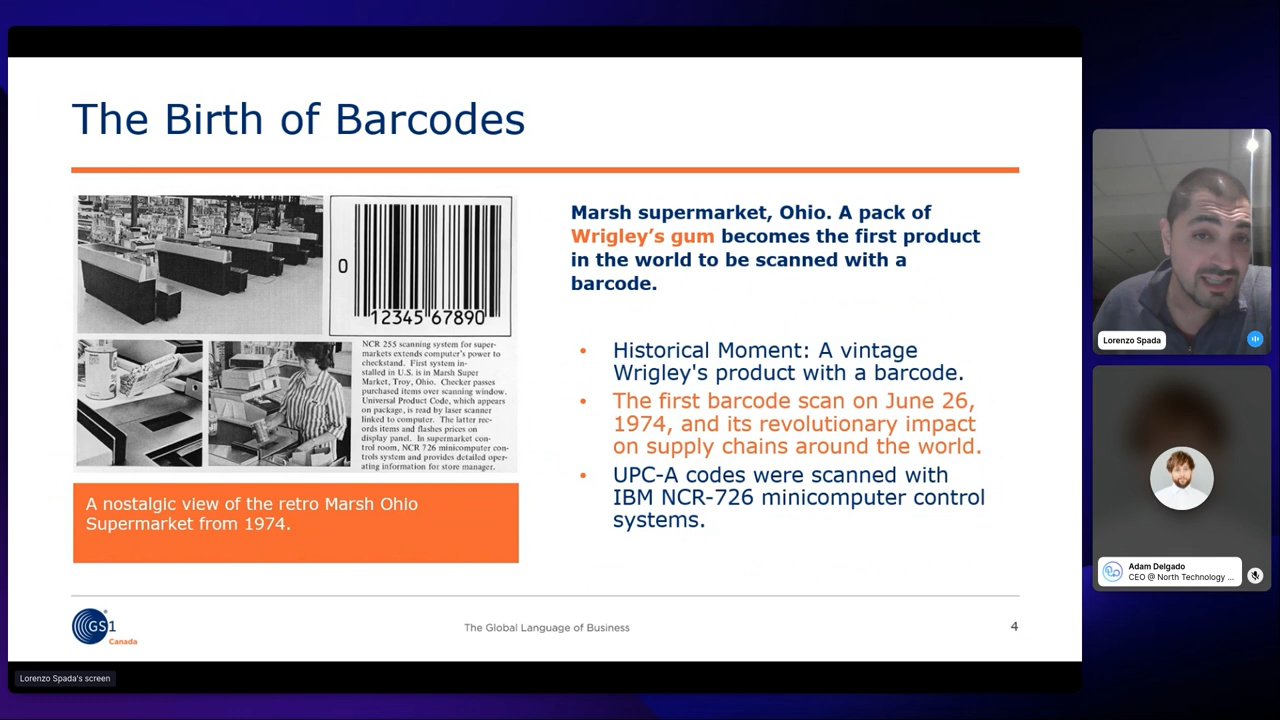 The Birth of Barcodes
0
12345 67890
NCR 255 scanning system for super-
markets extends computer's power to
checkstand. First system in-
stalled in U.S. is in Marsh Super
Market, Troy, Ohio. Checker passes
purchased items over scanning window.
Universal Product Code, which appears
on package, is read by laser scanner
linked to computer. The latter rec-
ords items and flashes prices on
display panel. In supermarket con-
trol room, NCR 726 minicomputer con-
trols system and provides detailed oper-
ating information for store manager.
A nostalgic view of the retro Marsh Ohio
Supermarket from 1974.
Marsh supermarket, Ohio. A pack of
Wrigley’s gum becomes the first product
in the world to be scanned with a
barcode.
• Historical Moment: A vintage
Wrigley's product with a barcode.
• The first barcode scan on June 26,
1974, and its revolutionary impact
on supply chains around the world.
• UPC-A codes were scanned with
IBM NCR-726 minicomputer control
systems.
GS1
Canada
The Global Language of Business
4
Lorenzo Spada's screen
Lorenzo Spada
Adam Delgado
CEO @ North Technology ...